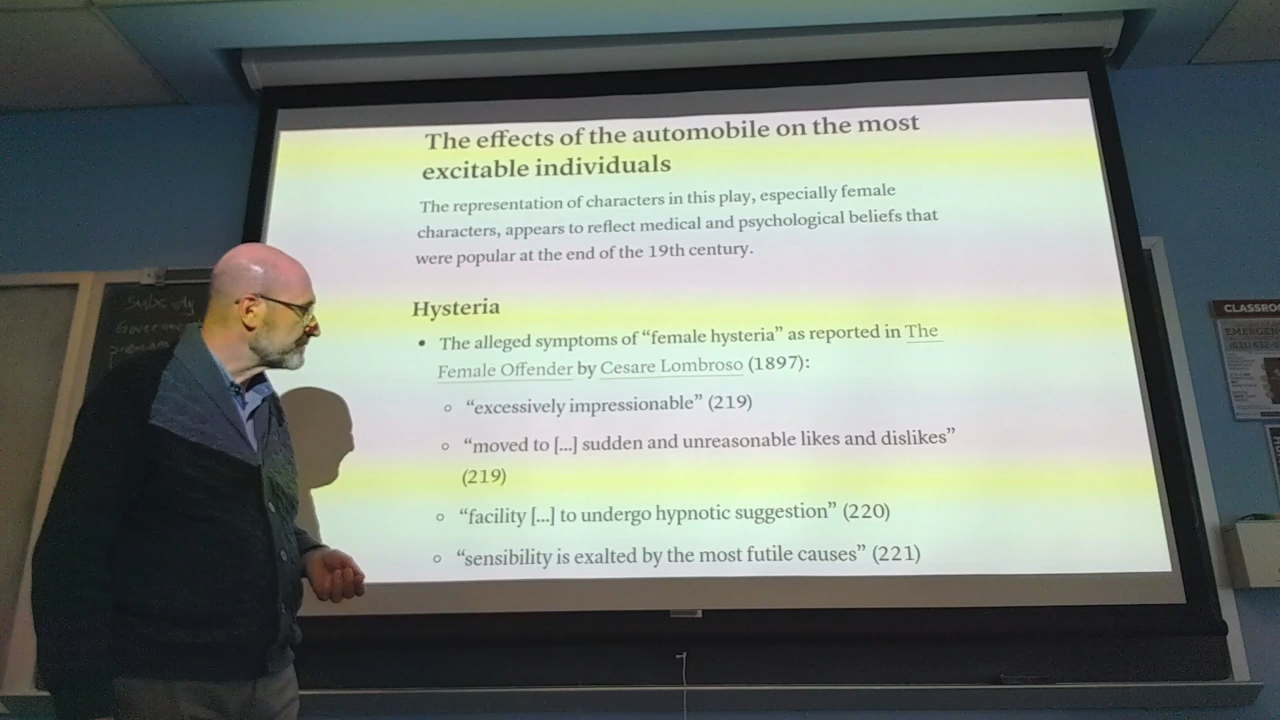 The effects of the automobile on the most
excitable individuals
The representation of characters in this play, especially female
characters, appears to reflect medical and psychological beliefs that
were popular at the end of the 19th century.
Hysteria
• The alleged symptoms of “female hysteria” as reported in The
Female Offender by Cesare Lombroso (1897):
○ “excessively impressionable” (219)
○ “moved to [...] sudden and unreasonable likes and dislikes”
(219)
○ “facility [...] to undergo hypnotic suggestion” (220)
○ “sensibility is exalted by the most futile causes” (221)
CLASSRO
EMERGEN